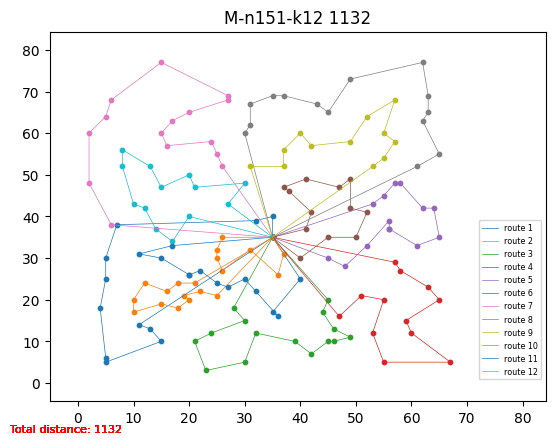 M-n151-k12 1132
80
70
60
50
40
30
20
10
0
0 10 20 30 40 50 60 70 80
route 1
route 2
route 3
route 4
route 5
route 6
route 7
route 8
route 9
route 10
route 11
route 12
Total distance: 1132